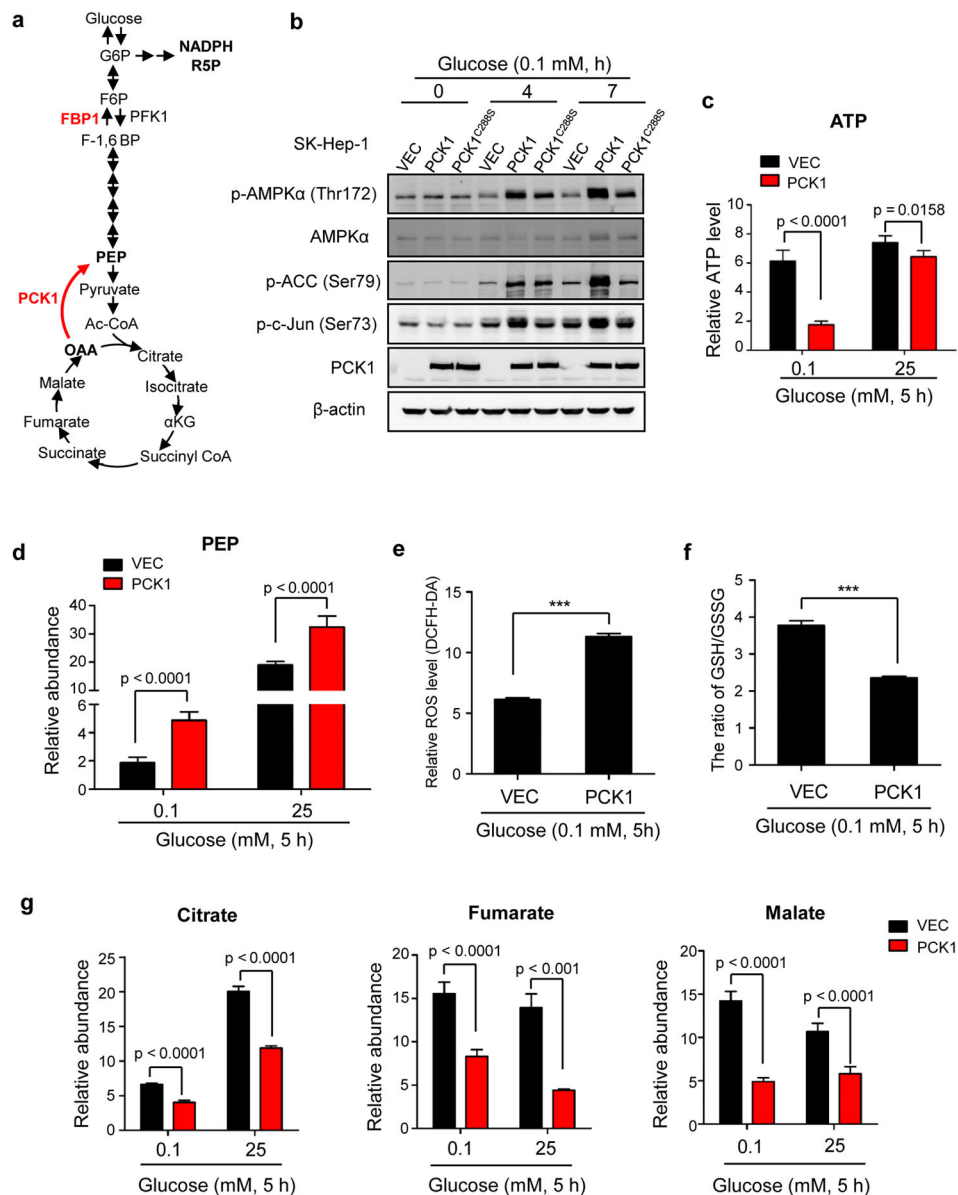 a
Glucose
G6P
NADPH
R5P
F6P
FBP1
PFK1
F-1,6 BP
PEP
PCK1
Pyruvate
Ac-CoA
OAA
Citrate
Malate
Isocitrate
Fumarate
αKG
Succinate
Succinyl CoA
b
Glucose (0.1 mM, h)
0 4 7
SK-Hep-1
VEC PCK1 PCK1C288S VEC PCK1 PCK1C288S VEC PCK1 PCK1C288S
p-AMPKα (Thr172)
AMPKα
p-ACC (Ser79)
p-c-Jun (Ser73)
PCK1
β-actin
c
ATP
VEC
PCK1
p < 0.0001
p = 0.0158
Relative ATP level
10
8
6
4
2
0
0.1 25
Glucose (mM, 5 h)
d
PEP
VEC
PCK1
p < 0.0001
p < 0.0001
Relative abundance
40
30
20
10
6
4
2
0
0.1 25
Glucose (mM, 5 h)
e
Relative ROS level (DCFH-DA)
15
10
5
0
***
VEC PCK1
Glucose (0.1 mM, 5h)
f
The ratio of GSH/GSSG
5
4
3
2
1
0
***
VEC PCK1
Glucose (0.1 mM, 5h)
g
Citrate
Relative abundance
25
20
15
10
5
0
p < 0.0001
p < 0.0001
0.1 25
Glucose (mM, 5 h)
Fumarate
Relative abundance
20
15
10
5
0
p < 0.0001
p < 0.001
0.1 25
Glucose (mM, 5 h)
Malate
VEC
PCK1
Relative abundance
20
15
10
5
0
p < 0.0001
p < 0.0001
0.1 25
Glucose (mM, 5 h)